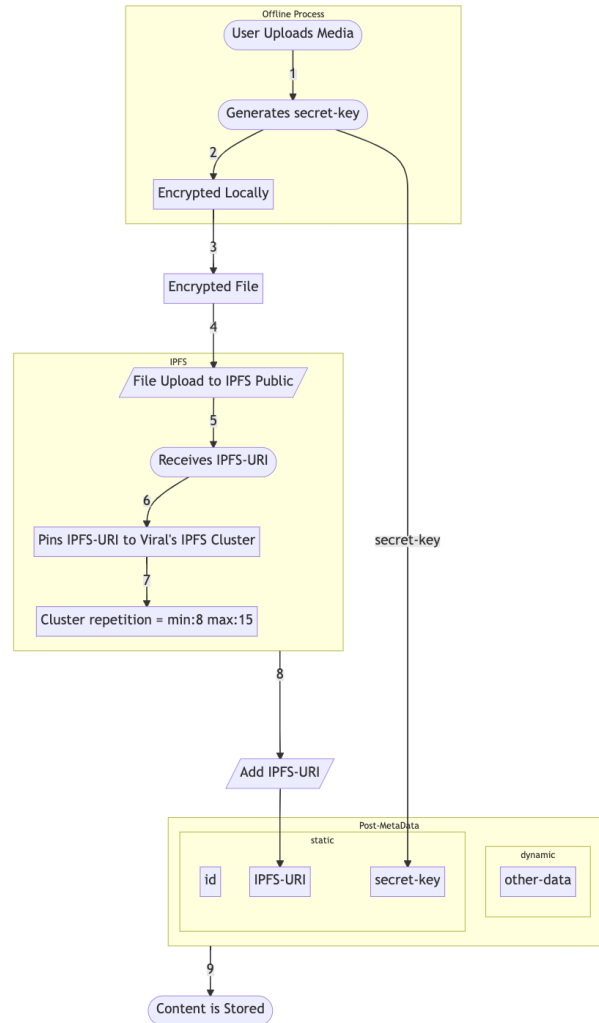 Offline Process
User Uploads Media
1
Generates secret-key
2
Encrypted Locally
3
Encrypted File
4
IPFS
File Upload to IPFS Public
5
Receives IPFS-URI
6
Pins IPFS-URI to Viral's IPFS Cluster
secret-key
7
Cluster repetition = min:8 max:15
8
Add IPFS-URI
Post-MetaData
static
dynamic
id
IPFS-URI
secret-key
other-data
9
Content is Stored